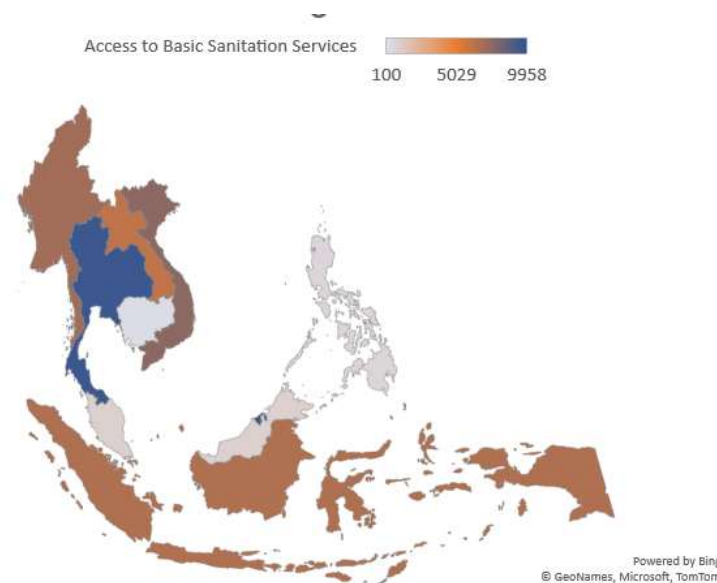 Access to Basic Sanitation Services
100 5029 9958
Powered by Bing
© GeoNames, Microsoft, TomTom